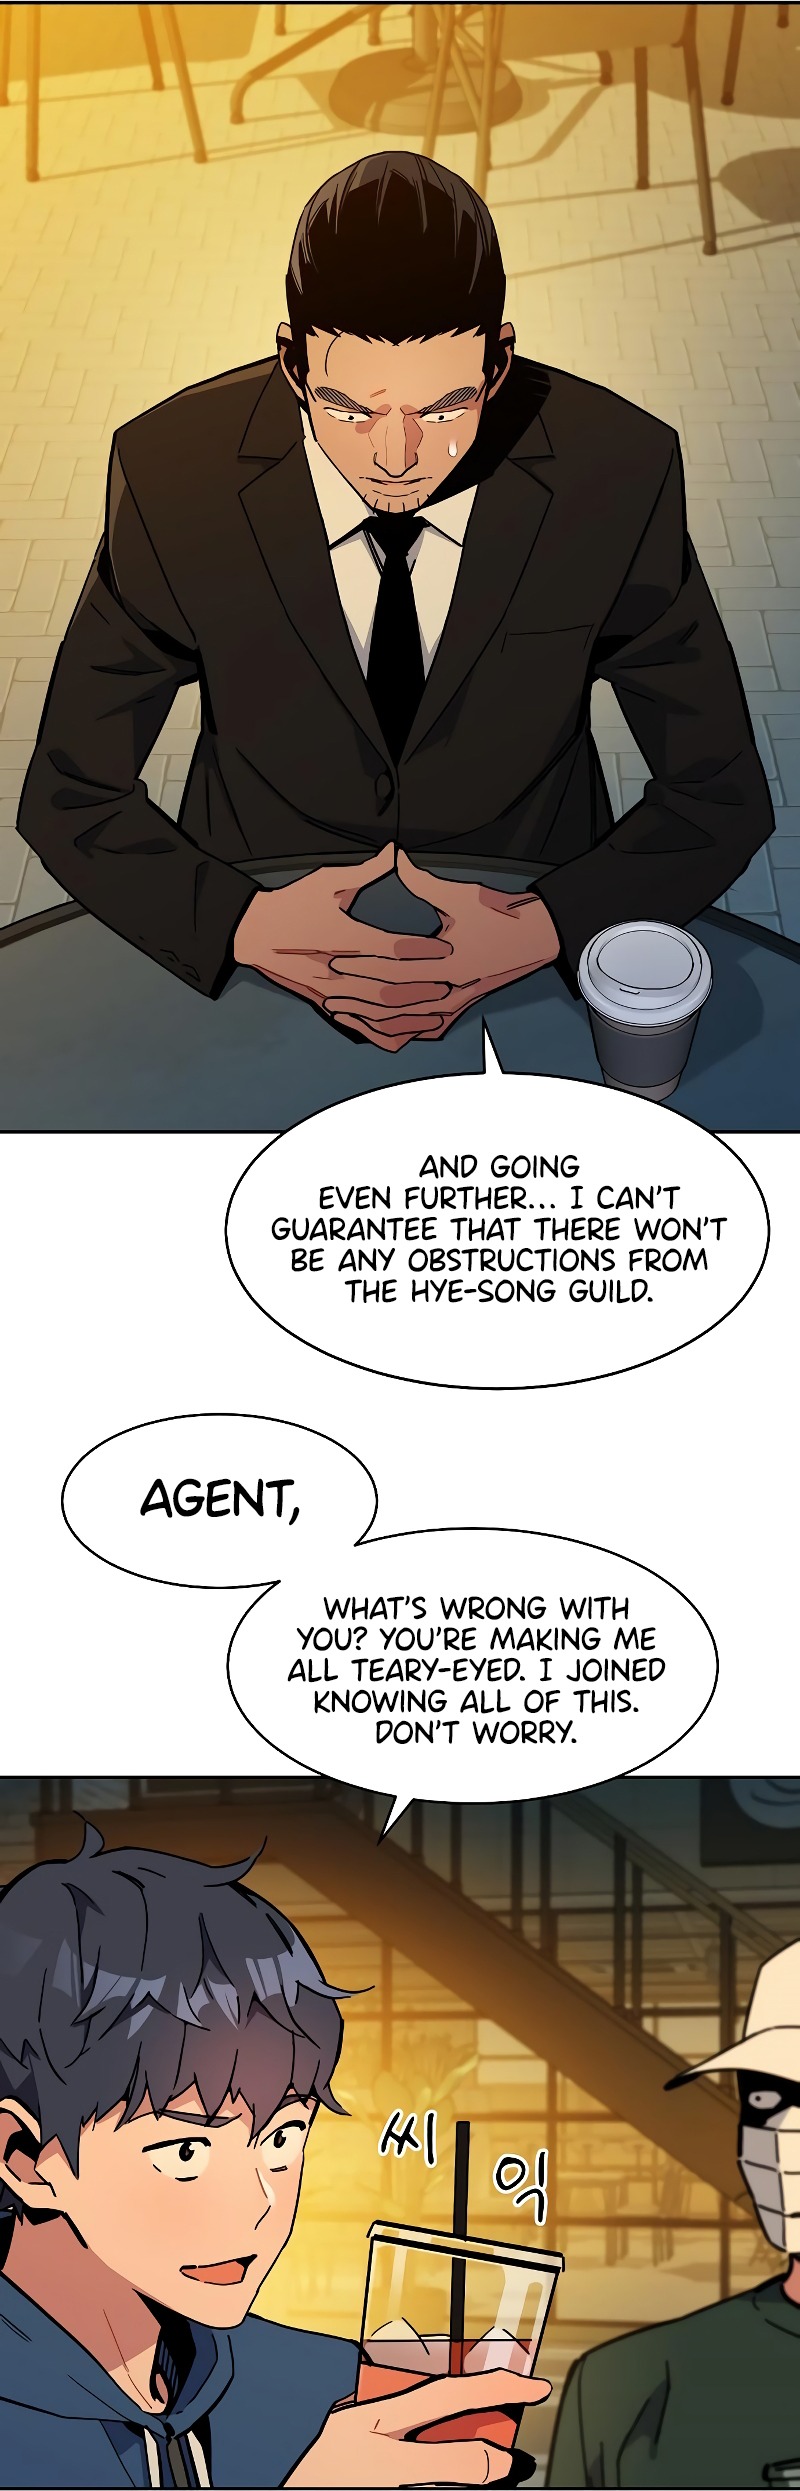 AND GOING
EVEN FURTHER... I CAN'T
GUARANTEE THAT THERE WON'T
BE ANY OBSTRUCTIONS FROM
THE HYE-SONG GUILD.
AGENT,
WHAT'S WRONG WITH
YOU? YOU'RE MAKING ME
ALL TEARY-EYED. I JOINED
KNOWING ALL OF THIS.
DON'T WORRY.
씨
익